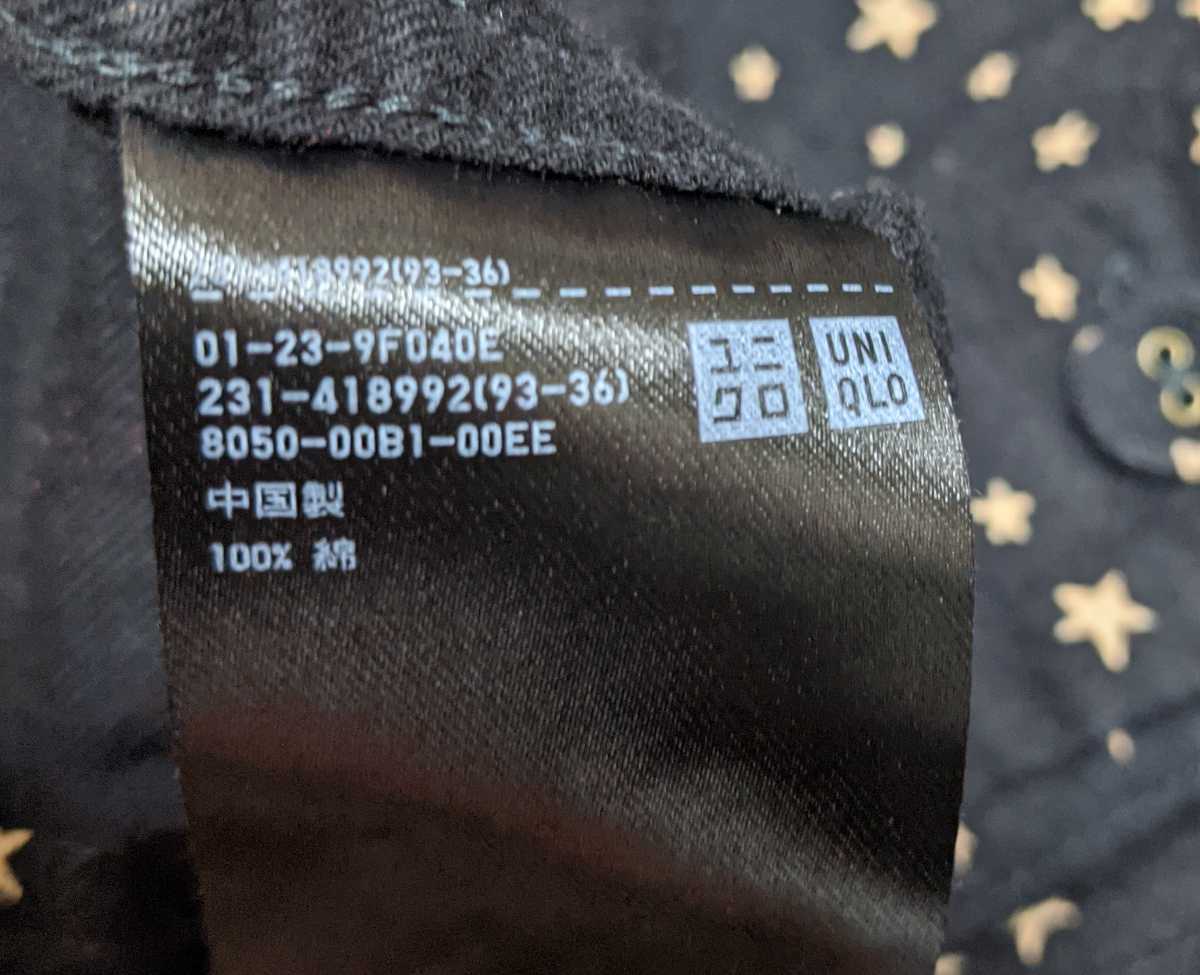 418992(93-36)
01-23-9F040E
231-418992(93-36)
8050-00B1-00EE
中国製
100% 綿
ユニ
クロ
UNI
QLO